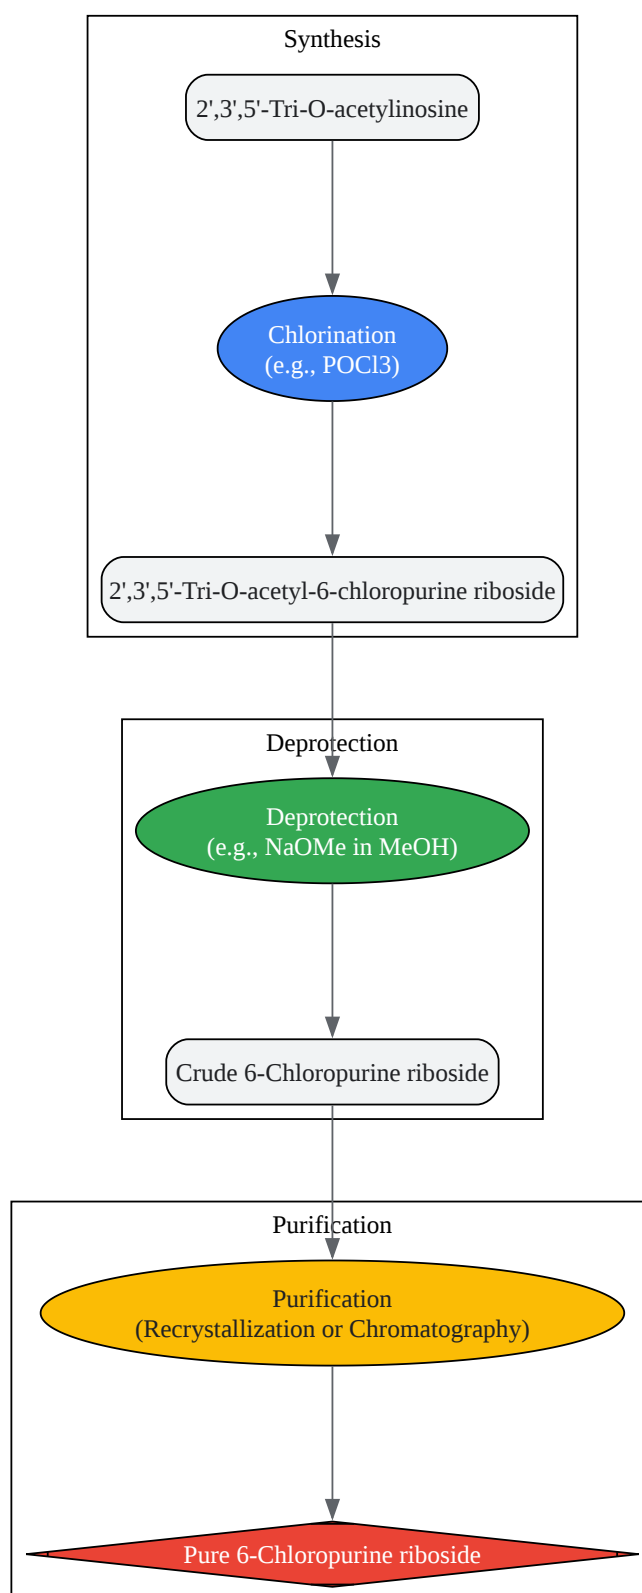 Synthesis
2',3',5'-Tri-O-acetylinosine
Chlorination
(e.g., POCl3)
2',3',5'-Tri-O-acetyl-6-chloropurine riboside
Deprotection
Deprotection
(e.g., NaOMe in MeOH)
Crude 6-Chloropurine riboside
Purification
Purification
(Recrystallization or Chromatography)
Pure 6-Chloropurine riboside